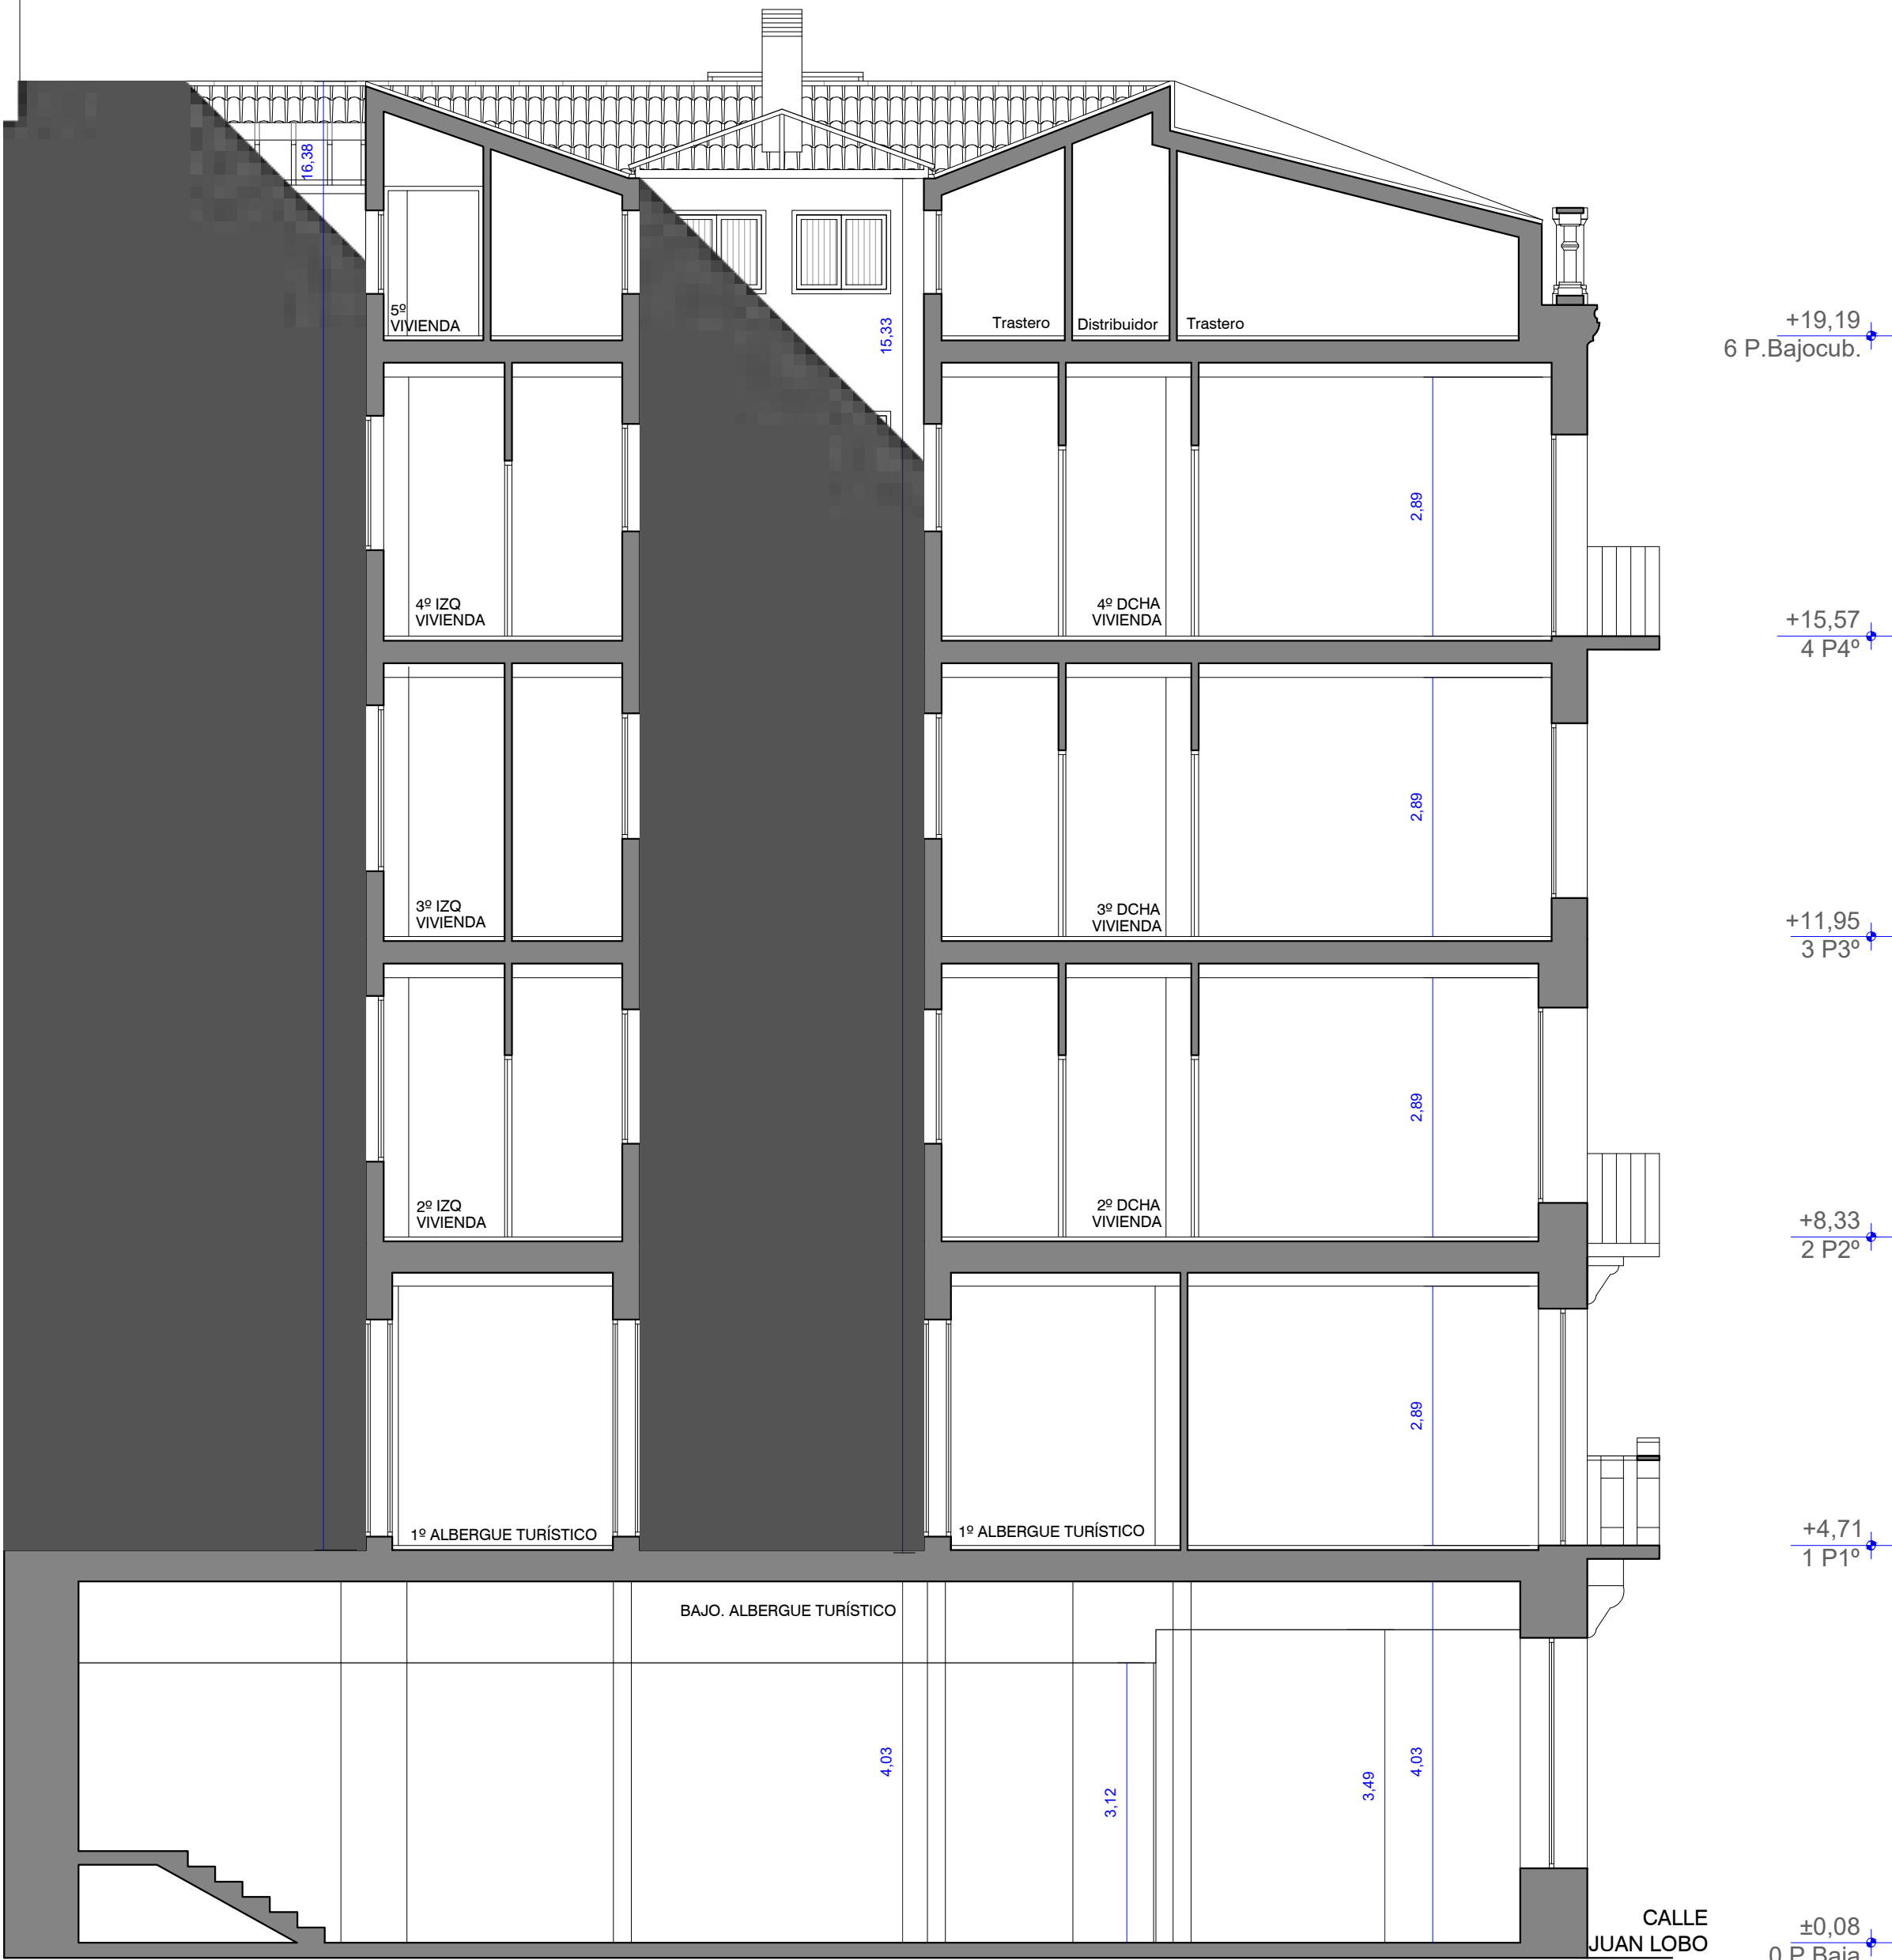 16,38
5º
VIVIENDA
15,33
Trastero
Distribuidor
Trastero
+19,19
6 P.Bajocub.
2,89
4º IZQ
VIVIENDA
4º DCHA
VIVIENDA
+15,57
4 P4º
2,89
3º IZQ
VIVIENDA
3º DCHA
VIVIENDA
+11,95
3 P3º
2,89
2º IZQ
VIVIENDA
2º DCHA
VIVIENDA
+8,33
2 P2º
2,89
1º ALBERGUE TURÍSTICO
1º ALBERGUE TURÍSTICO
+4,71
1 P1º
BAJO. ALBERGUE TURÍSTICO
4,03
3,12
3,49
4,03
CALLE
JUAN LOBO
±0,08
0 P.Baja